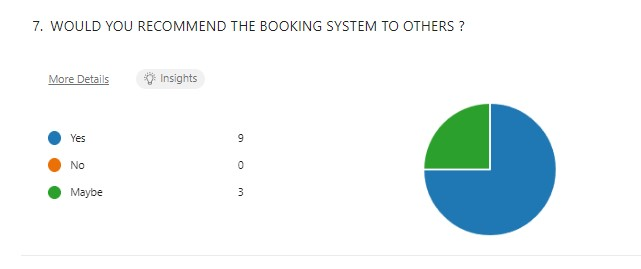 7. WOULD YOU RECOMMEND THE BOOKING SYSTEM TO OTHERS ?
More Details Insights
Yes 9
No 0
Maybe 3